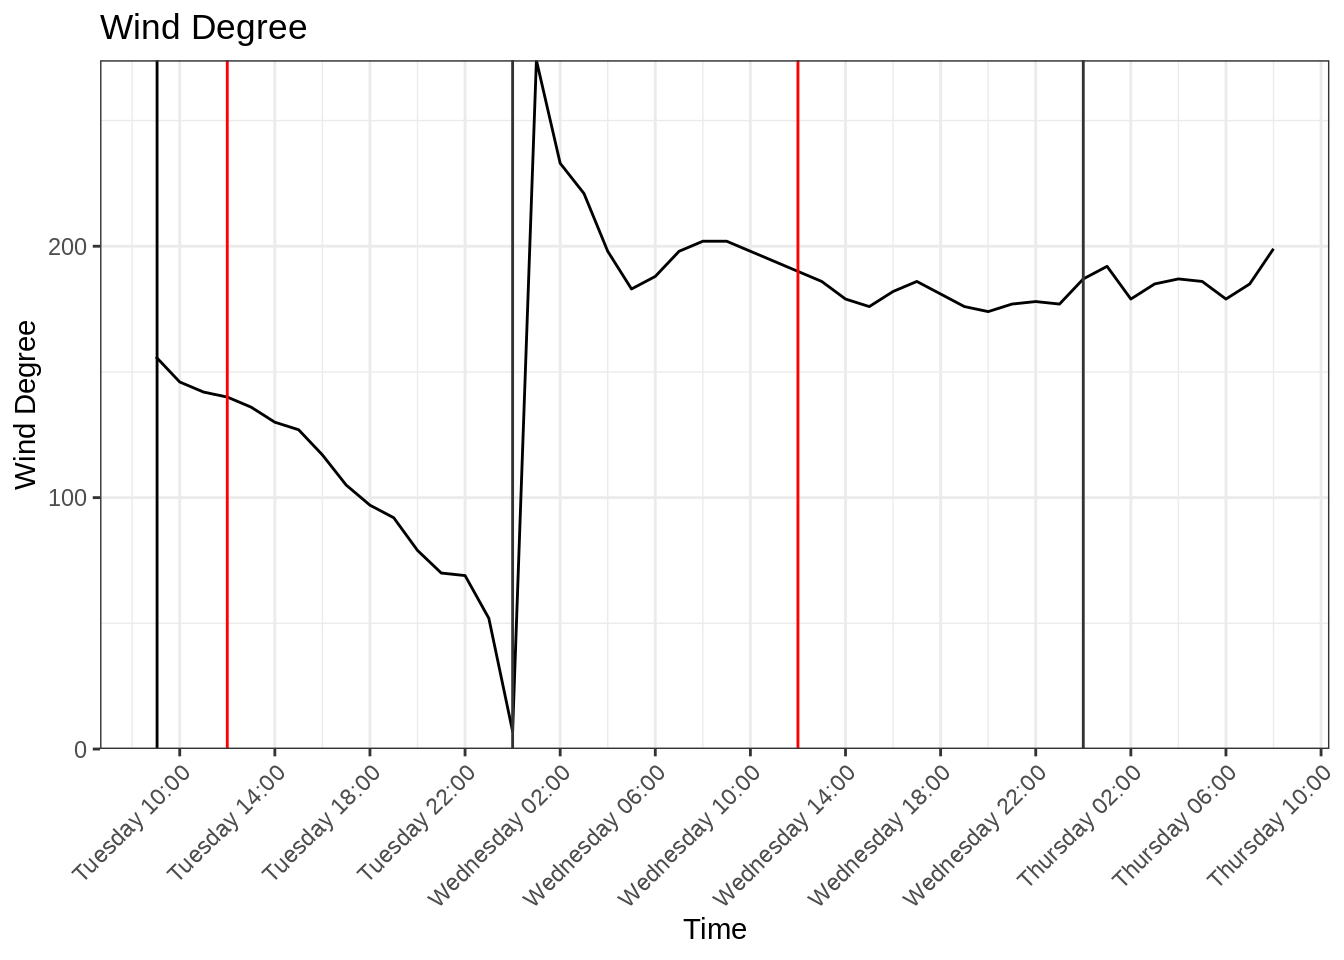 Wind Degree
Wind Degree
200
100
0
Tuesday 10:00
Tuesday 14:00
Tuesday 18:00
Tuesday 22:00
Wednesday 02:00
Wednesday 06:00
Wednesday 10:00
Wednesday 14:00
Wednesday 18:00
Wednesday 22:00
Thursday 02:00
Thursday 06:00
Thursday 10:00
Time